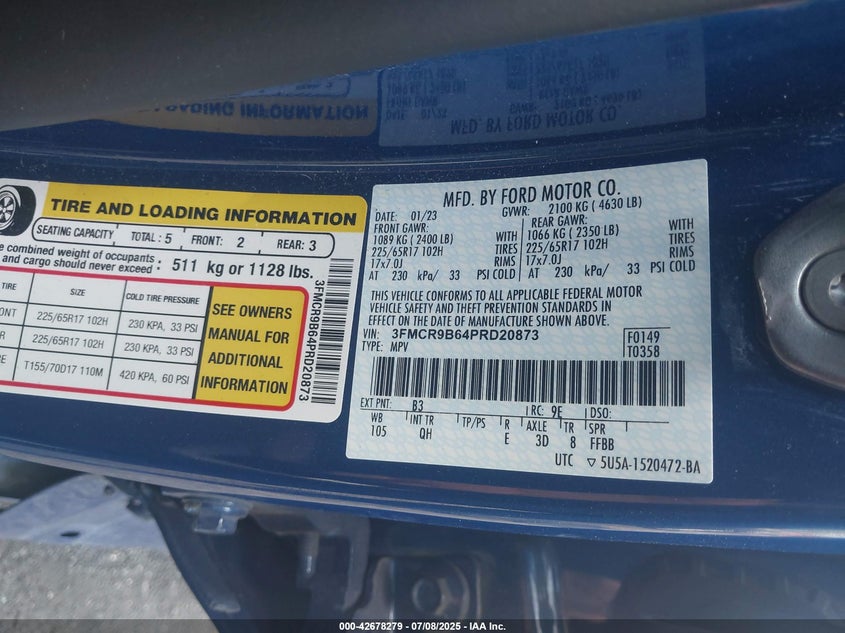 TIRE AND LOADING INFORMATION
SEATING CAPACITY TOTAL: 5 FRONT: 2 REAR: 3
e combined weight of occupants
and cargo should never exceed : 511 kg or 1128 lbs.
TIRE SIZE COLD TIRE PRESSURE
ONT 225/65R17 102H 230 KPA, 33 PSI
R 225/65R17 102H 230 KPA, 33 PSI
RE T155/70D17 110M 420 KPA, 60 PSI
SEE OWNERS
MANUAL FOR
ADDITIONAL
INFORMATION
3FMCR9B64PRD20873
MFD. BY FORD MOTOR CO.
DATE: 01/23 GVWR: 2100 KG ( 4630 LB)
FRONT GAWR: REAR GAWR:
1089 KG ( 2400 LB) WITH 1066 KG ( 2350 LB) WITH
225/65R17 102H TIRES 225/65R17 102H TIRES
17x7.0J RIMS 17x7.0J RIMS
AT 230 kPa/ 33 PSI COLD AT 230 kPa/ 33 PSI COLD
THIS VEHICLE CONFORMS TO ALL APPLICABLE FEDERAL MOTOR
VEHICLE SAFETY AND THEFT PREVENTION STANDARDS IN
EFFECT ON THE DATE OF MANUFACTURE SHOWN ABOVE.
VIN: 3FMCR9B64PRD20873 F0149
TYPE: MPV T0358
EXT PNT: B3 RC: 9E DSO:
WB INT TR TP/PS R AXLE TR SPR
105 QH E 3D 8 FFBB
UTC ▽ 5U5A-1520472-BA
000-42678279 - 07/08/2025 - IAA Inc.